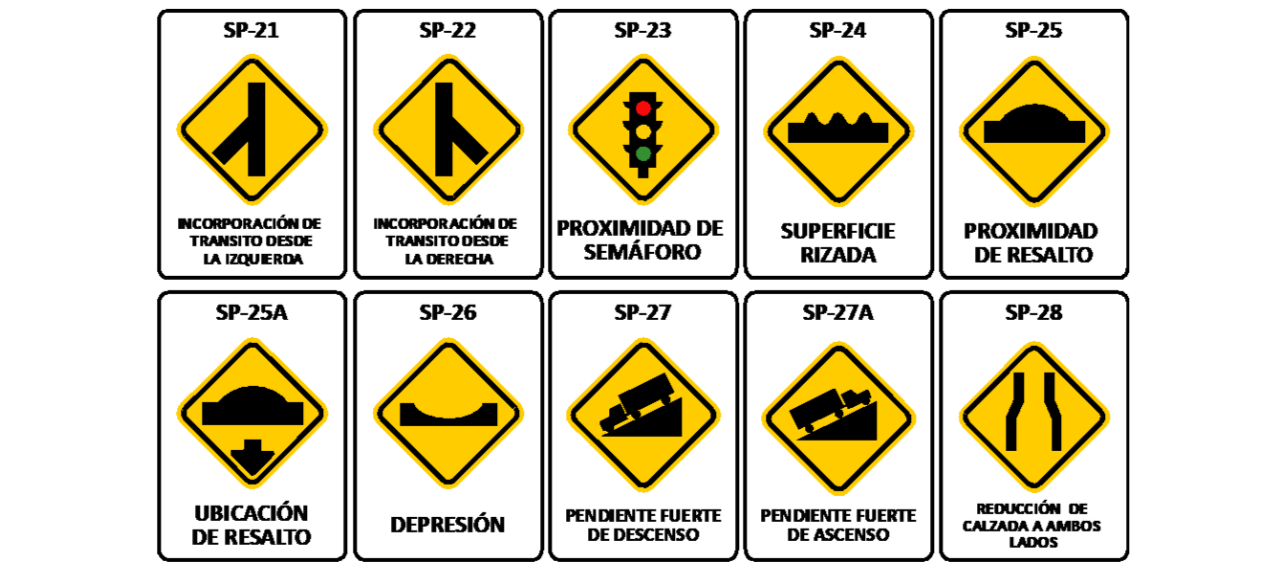 SP-21
INCORPORACIÓN DE
TRANSITO DESDE
LA IZQUIERDA
SP-22
INCORPORACIÓN DE
TRANSITO DESDE
LA DERECHA
SP-23
PROXIMIDAD DE
SEMÁFORO
SP-24
SUPERFICIE
RIZADA
SP-25
PROXIMIDAD
DE RESALTO
SP-25A
UBICACIÓN
DE RESALTO
SP-26
DEPRESIÓN
SP-27
PENDIENTE FUERTE
DE DESCENSO
SP-27A
PENDIENTE FUERTE
DE ASCENSO
SP-28
REDUCCIÓN DE
CALZADA A AMBOS
LADOS